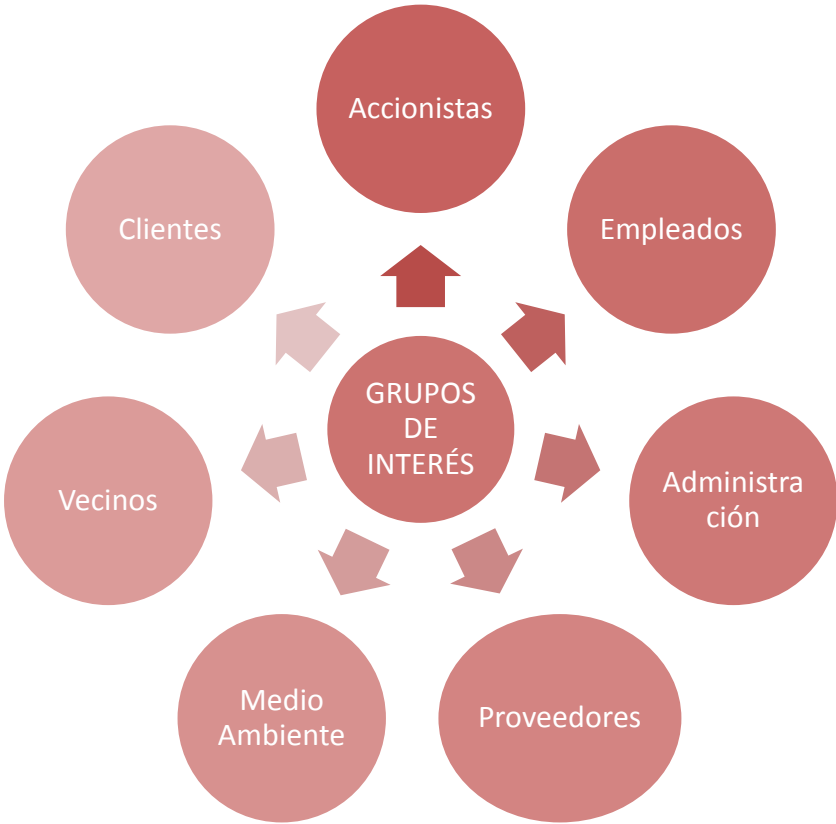 Accionistas
Clientes
Empleados
GRUPOS
DE
INTERÉS
Vecinos
Administra
ción
Medio
Ambiente
Proveedores